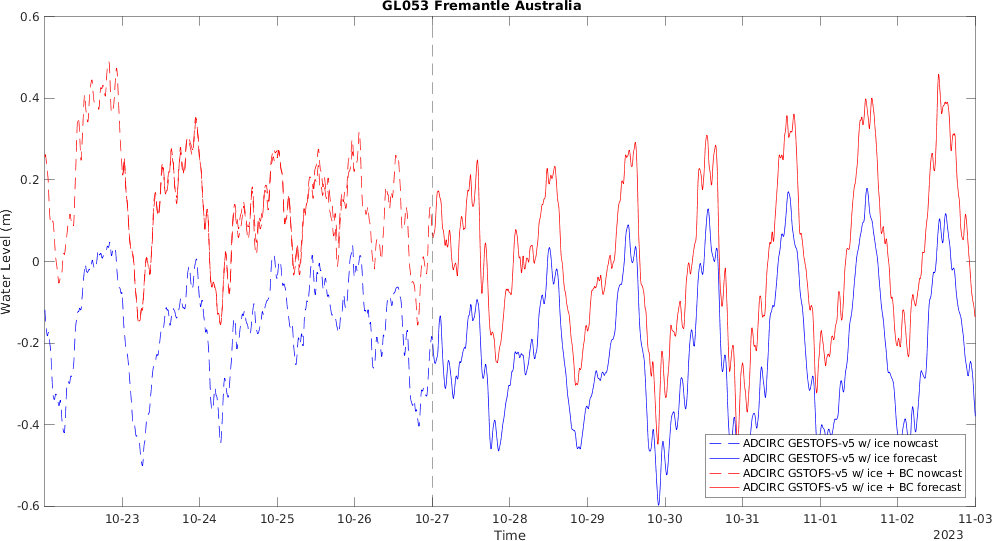 GL053 Fremantle Australia
Water Level (m)
0.6
0.4
0.2
0
-0.2
-0.4
-0.6
ADCIRC GESTOFS-v5 w/ ice nowcast
ADCIRC GESTOFS-v5 w/ ice forecast
ADCIRC GSTOFS-v5 w/ ice + BC nowcast
ADCIRC GSTOFS-v5 w/ ice + BC forecast
10-23 10-24 10-25 10-26 10-27 10-28 10-29 10-30 10-31 11-01 11-02 11-03
Time
2023